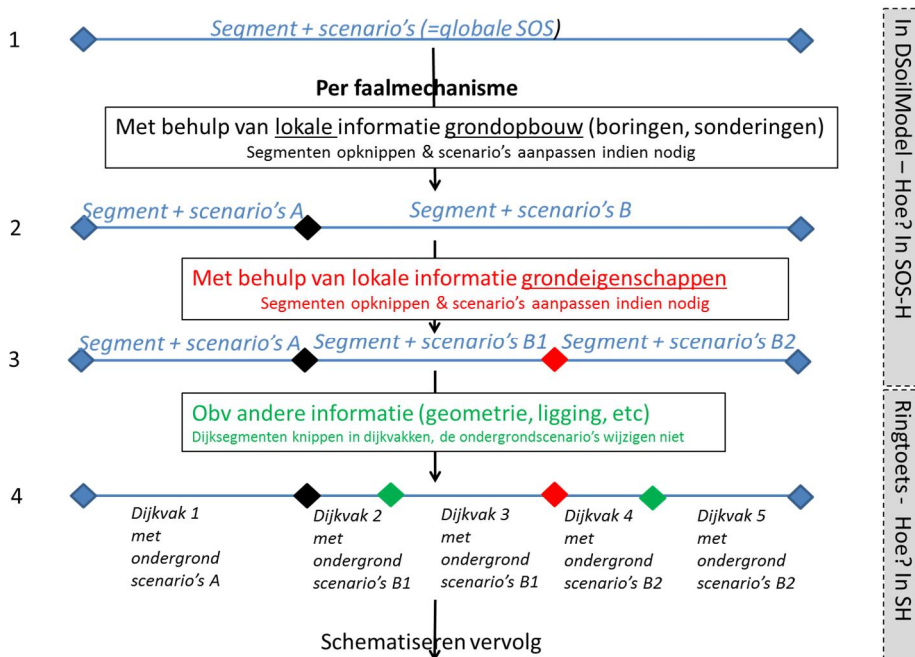 1
Segment + scenario's (=globale SOS)
Per faalmechanisme
Met behulp van lokale informatie grondopbouw (boringen, sonderingen)
Segmenten opknippen & scenario's aanpassen indien nodig
2
Segment + scenario's A
Segment + scenario's B
Met behulp van lokale informatie grondeigenschappen
Segmenten opknippen & scenario's aanpassen indien nodig
3
Segment + scenario's A
Segment + scenario's B1
Segment + scenario's B2
Obv andere informatie (geometrie, ligging, etc)
Dijksegmenten knippen in dijkvakken, de ondergrondscenario's wijzigen niet
4
Dijkvak 1
met
ondergrond
scenario's A
Dijkvak 2
met
ondergrond
scenario's B1
Dijkvak 3
met
ondergrond
scenario's B1
Dijkvak 4
met
ondergrond
scenario's B2
Dijkvak 5
met
ondergrond
scenario's B2
Schematiseren vervolg
In DSoilModel – Hoe? In SOS-H
Ringtoets - Hoe? In SH